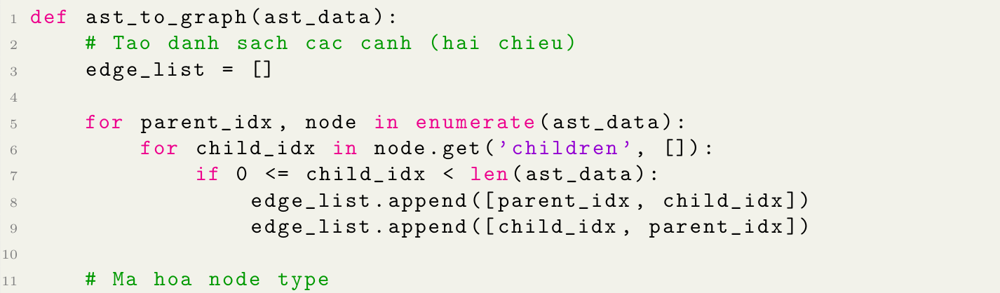 1 def ast_to_graph(ast_data):
2     # Tao danh sach cac canh (hai chieu)
3     edge_list = []
4
5     for parent_idx, node in enumerate(ast_data):
6         for child_idx in node.get('children', []):
7             if 0 <= child_idx < len(ast_data):
8                 edge_list.append([parent_idx, child_idx])
9                 edge_list.append([child_idx, parent_idx])
10
11     # Ma hoa node type